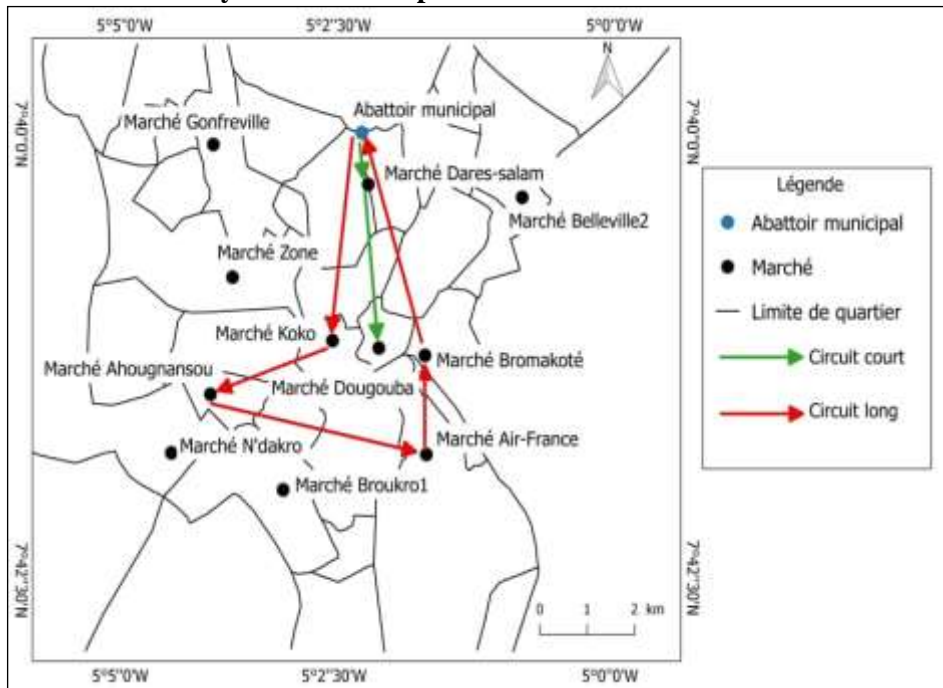 5°5"0'W 5°2"30'W 5°0"0'W
N
7°40"0'N
7°40"0'N
Abattoir municipal
Marché Gonfreville
Marché Dares-salam
Marché Belleville2
Marché Zone
Marché Koko
Marché Bromakoté
Marché Ahougnansou
Marché Dougouba
Marché Air-France
Marché N'dakro
Marché Broukro1
7°42"30'N
7°42"30'N
0 1 2 km
5°5"0'W 5°2"30'W 5°0"0'W
Légende
Abattoir municipal
Marché
Limite de quartier
Circuit court
Circuit long